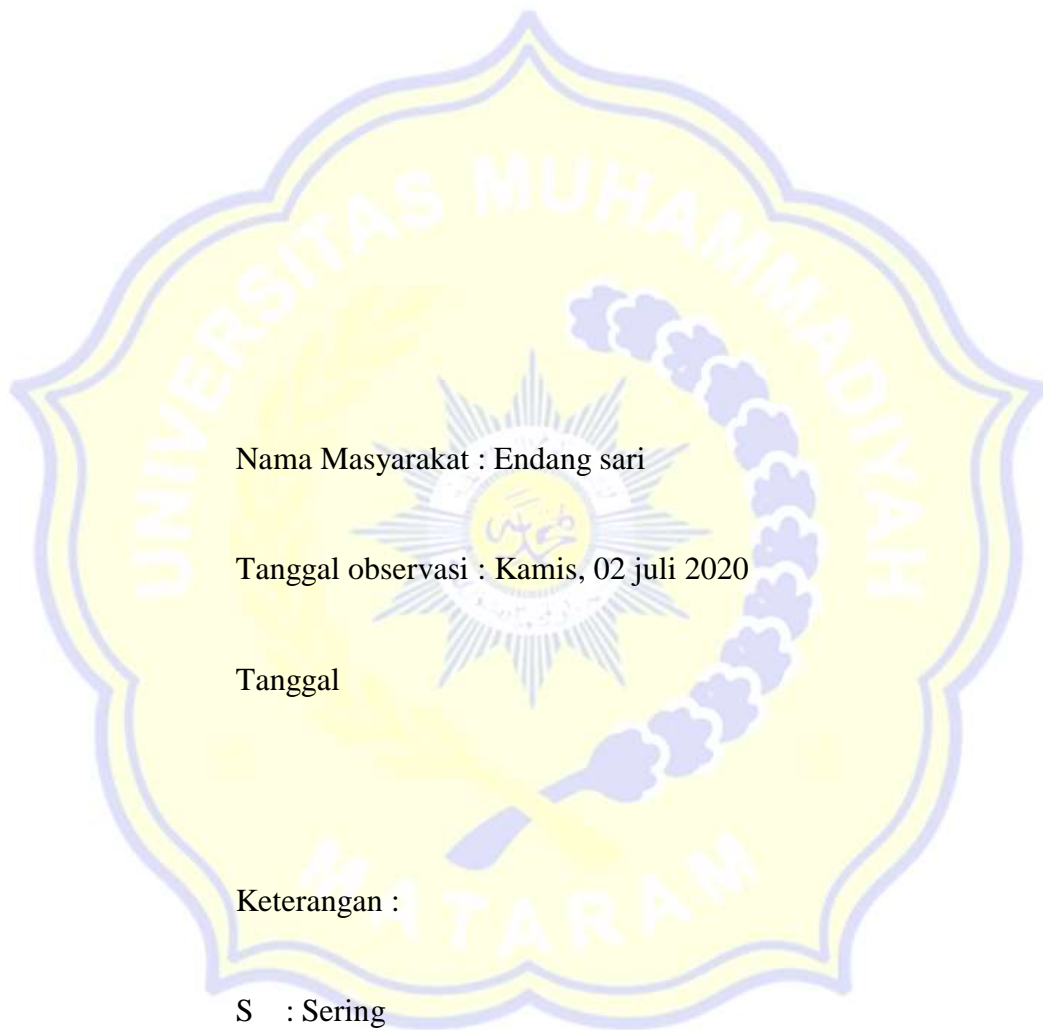 UNIVERSITAS MUHAMMADIYAH
Nama Masyarakat : Endang sari
Tanggal observasi : Kamis, 02 juli 2020
Tanggal
Keterangan :
MATARAM
S : Sering